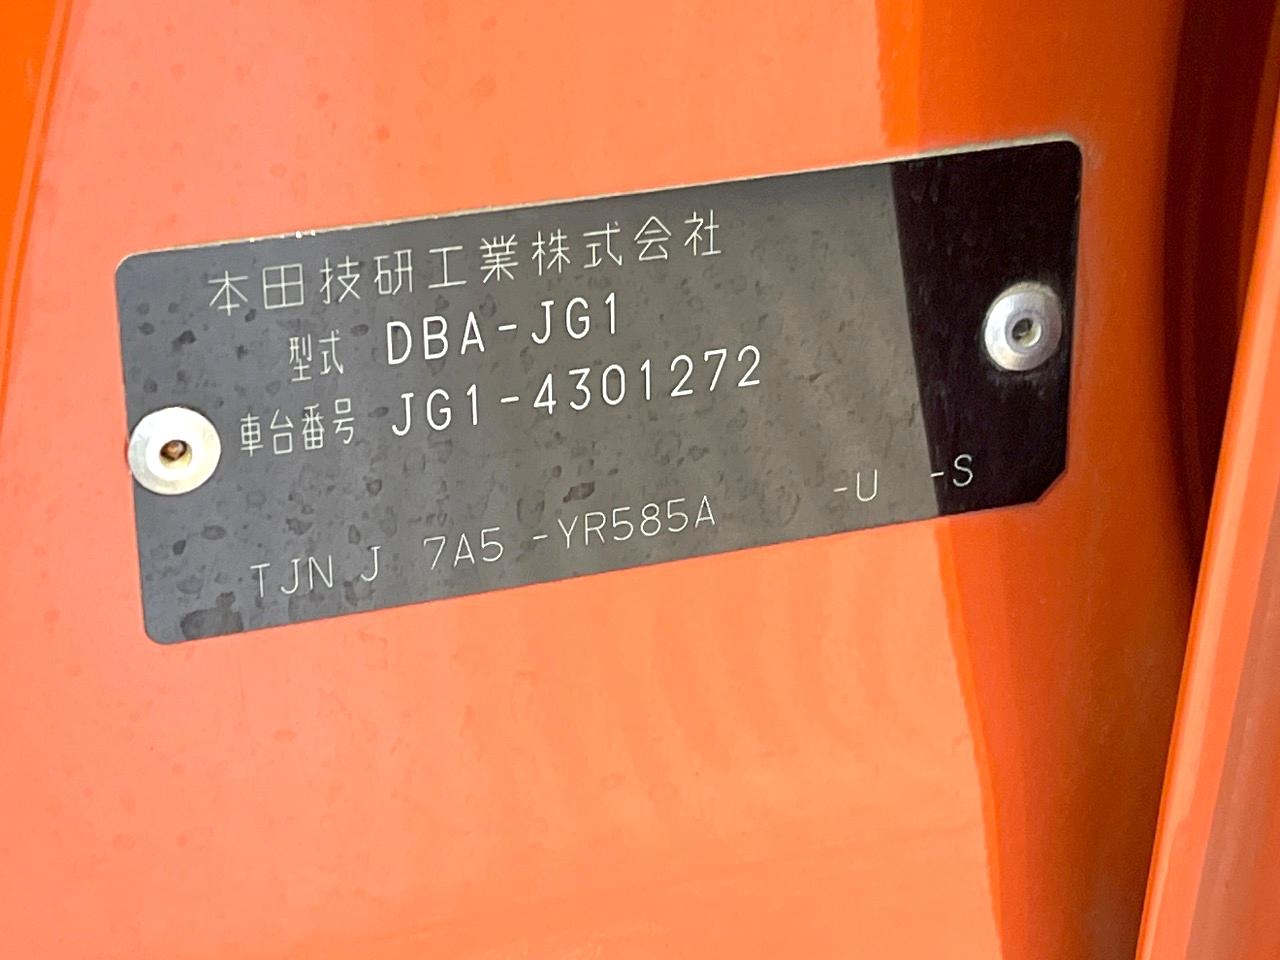 本田技研工業株式会社
型式 DBA-JG1
車台番号 JG1-4301272
TJN J 7A5 -YR585A -U -S